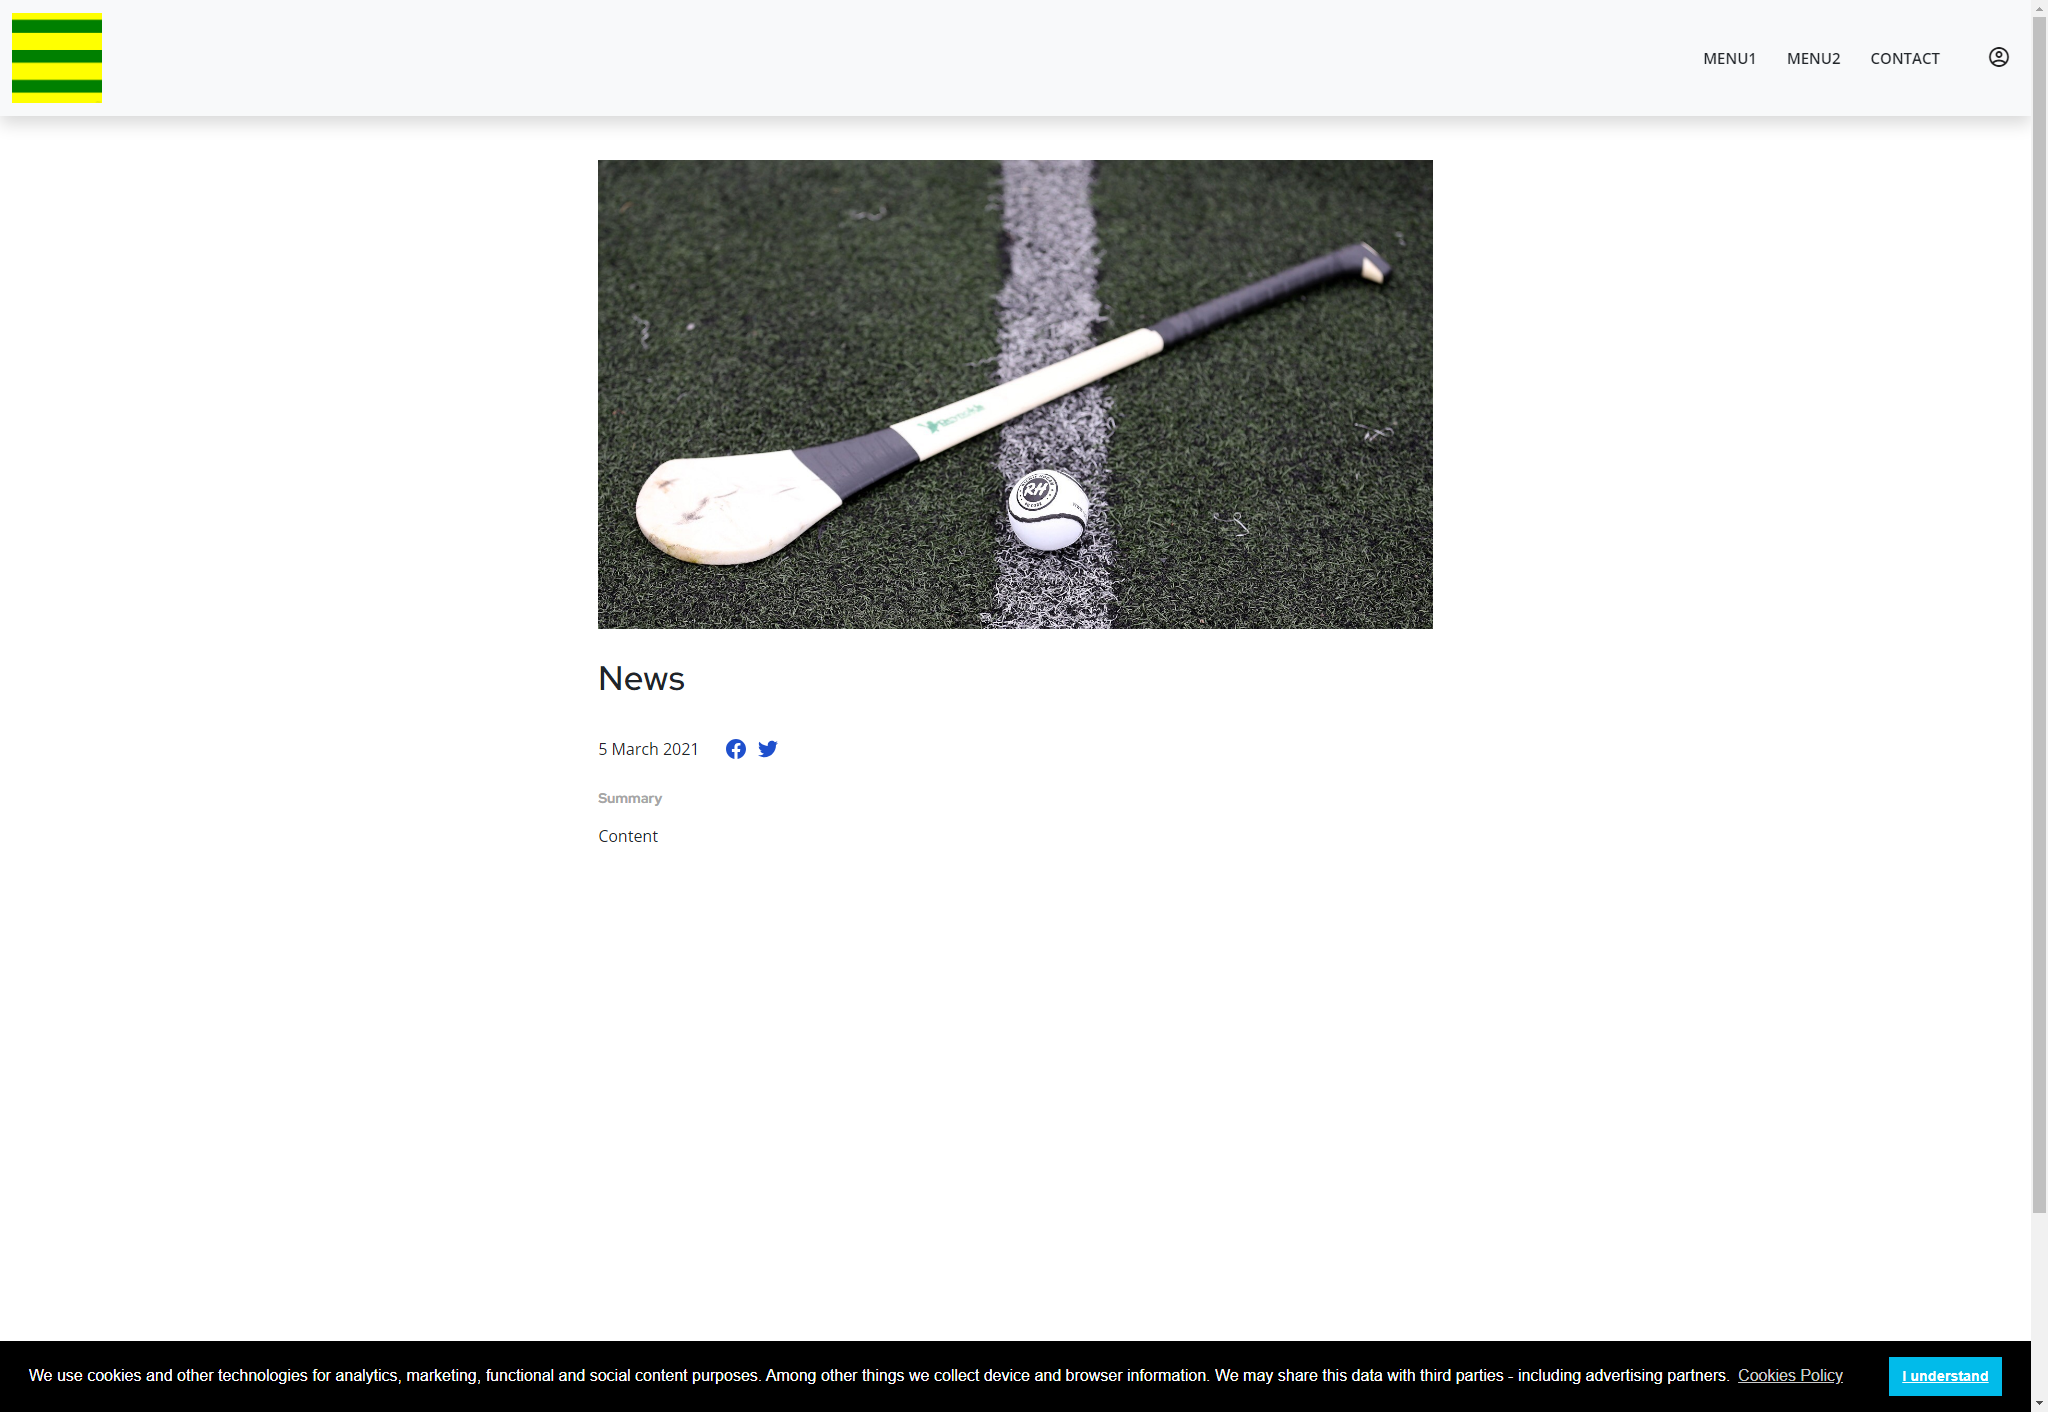 MENU1 MENU2 CONTACT
RH
News
5 March 2021
Summary
Content
We use cookies and other technologies for analytics, marketing, functional and social content purposes. Among other things we collect device and browser information. We may share this data with third parties - including advertising partners. Cookies Policy I understand